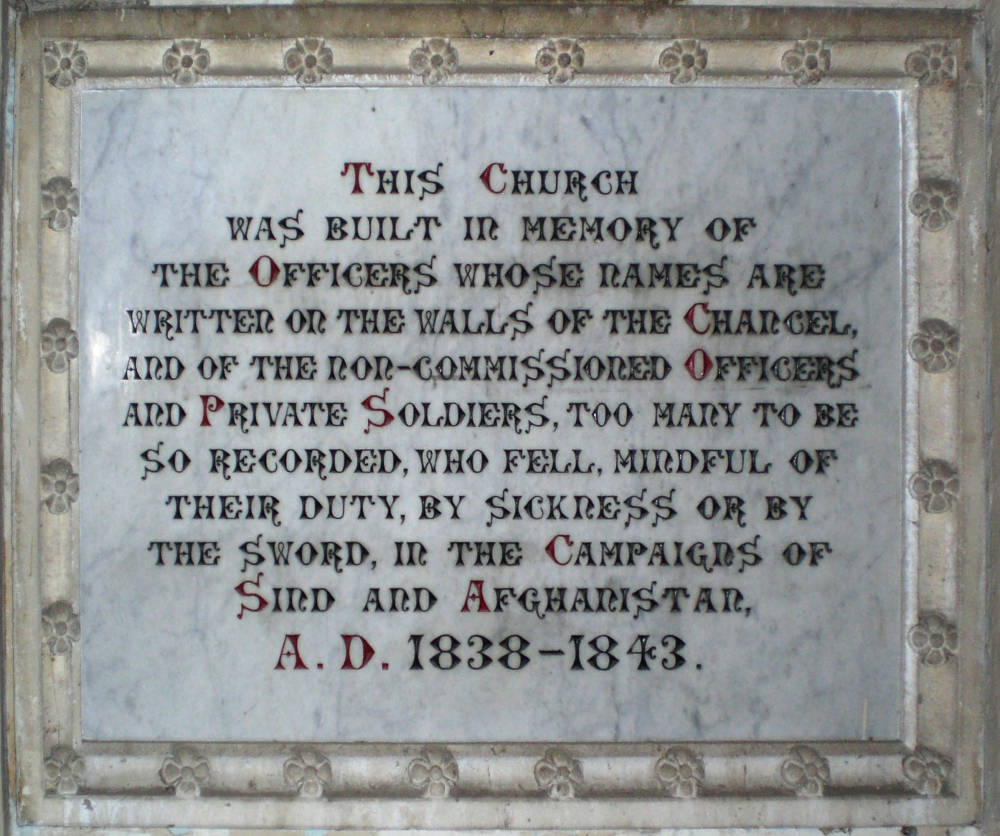 This Church
was built in memory of
the Officers whose names are
written on the walls of the Chancel,
and of the non-commissioned Officers
and Private Soldiers, too many to be
so recorded, who fell, mindful of
their duty, by sickness or by
the sword, in the Campaigns of
Sind and Afghanistan,
A.D. 1838-1843.